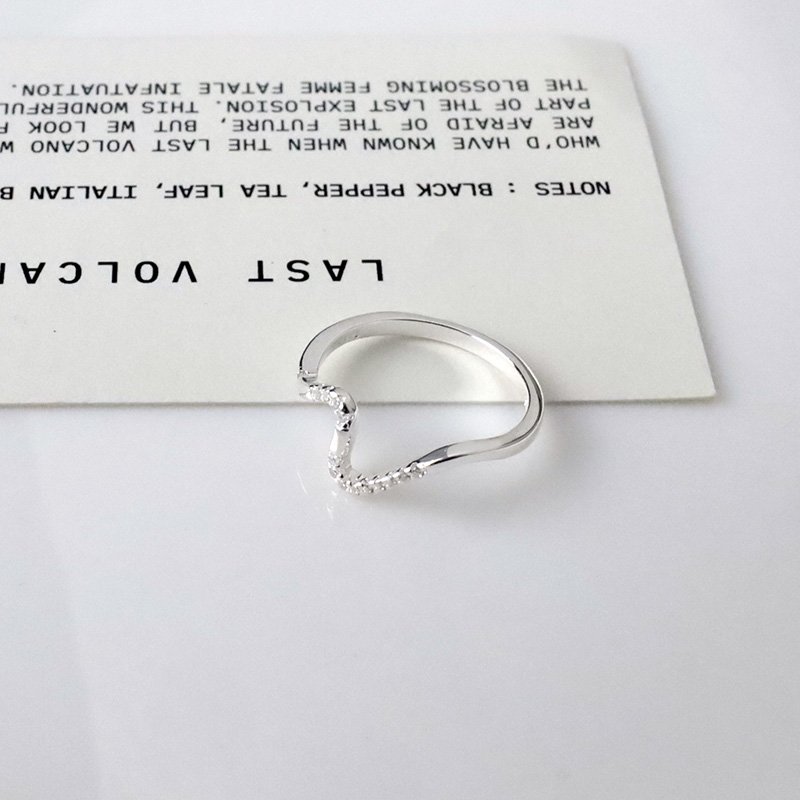 LAST
NOTES : BLACK PEPPER, TEA LEAF, ITALIAN
WHO'D HAVE KNOWN WHEN THE LAST VOLCANO
ARE AFRAID OF THE FUTURE, BUT WE LOOK
PART OF THE LAST EXPLOSION. THIS WONDERFUL
THE BLOSSOMING FEMME FATALE INFATUATION.